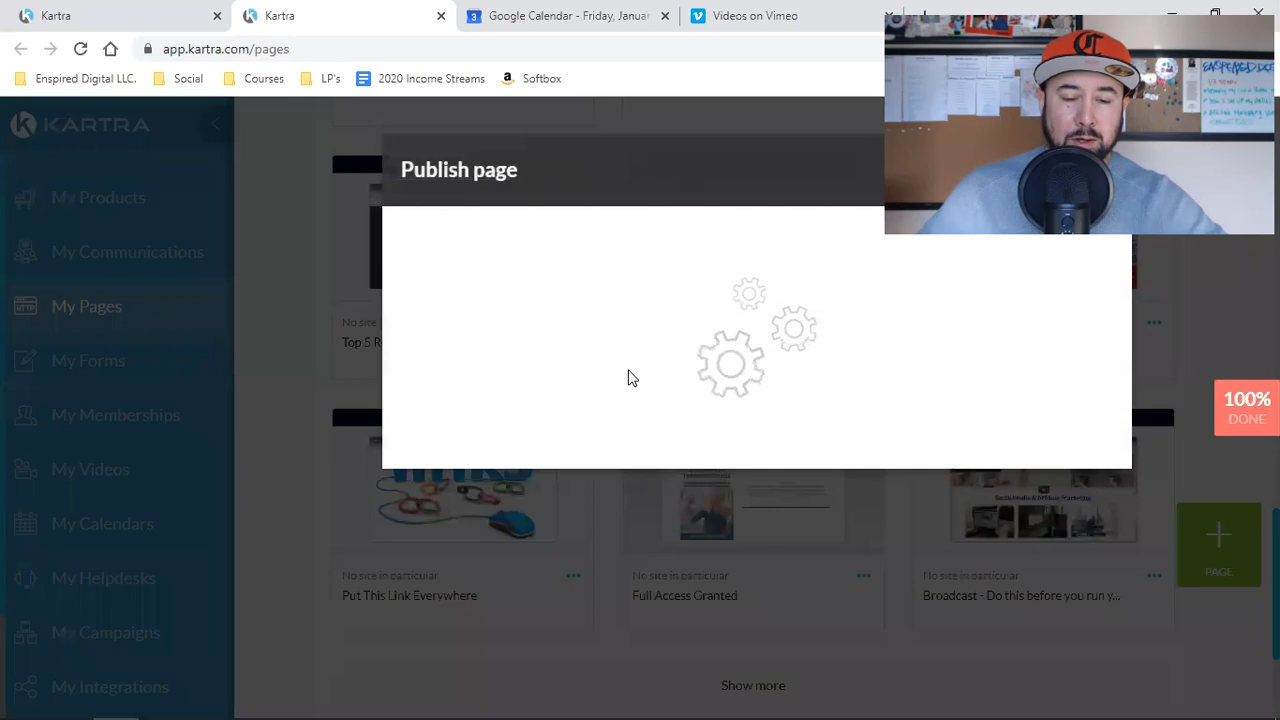 Kartra
Kartra
Google Calendar - Friday, Januar
Videos on Vimeo
app.kartra.com/pages
Enspired Digital LLC.
Social
LP's
2020 Income Streams
Softbox
KARTRA
Publish page
My Products
My Communications
My Pages
My Forms
My Memberships
My Videos
My Calendars
My Helpdesks
My Campaigns
My Integrations
No site
Top 5 R
100%
DONE
PAGE
No site in particular
Put This Link Everywhere
No site in particular
Full Access Granted
No site in particular
Broadcast - Do this before you run y...
Show more